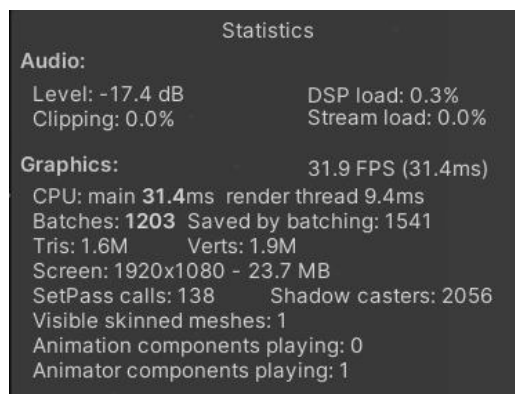 Statistics
Audio:
Level: -17.4 dB DSP load: 0.3%
Clipping: 0.0% Stream load: 0.0%
Graphics: 31.9 FPS (31.4ms)
CPU: main 31.4ms render thread 9.4ms
Batches: 1203 Saved by batching: 1541
Tris: 1.6M Verts: 1.9M
Screen: 1920x1080 - 23.7 MB
SetPass calls: 138 Shadow casters: 2056
Visible skinned meshes: 1
Animation components playing: 0
Animator components playing: 1